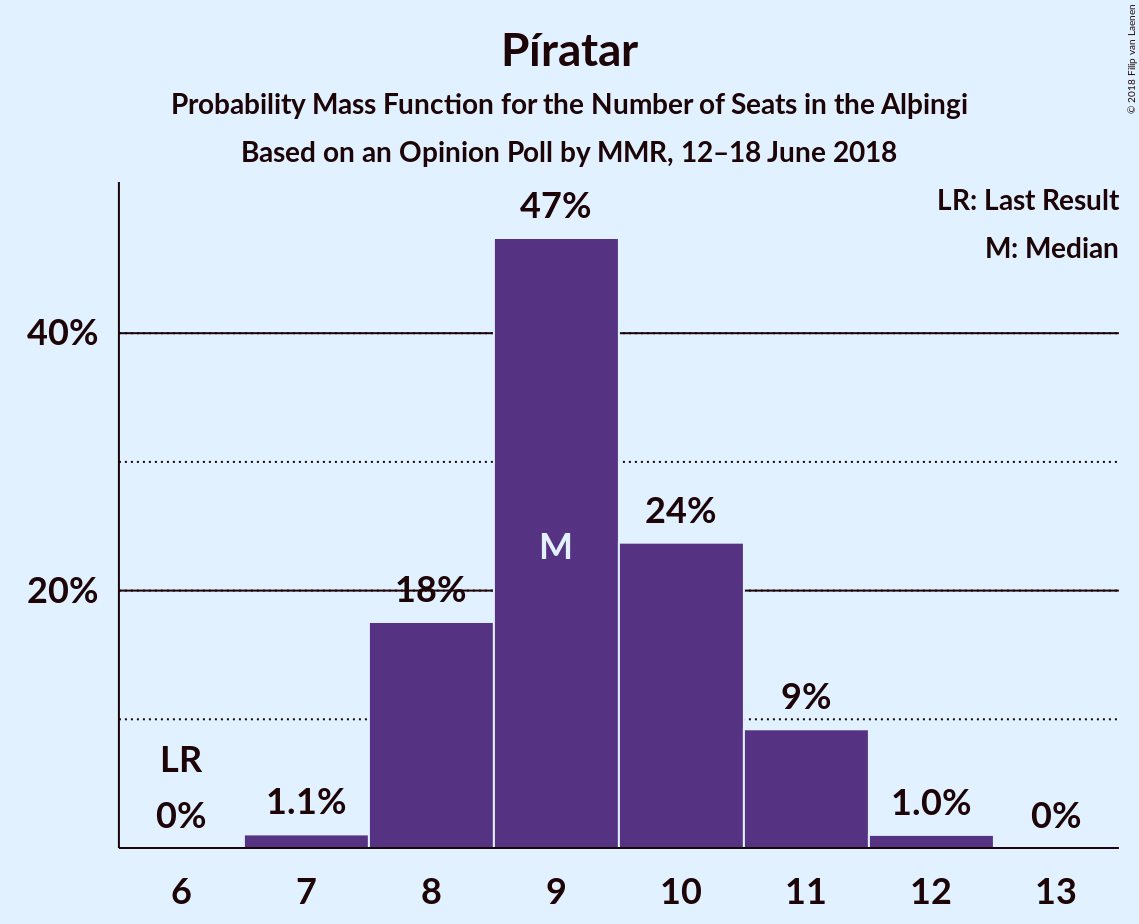 Píratar
Probability Mass Function for the Number of Seats in the Alþingi
Based on an Opinion Poll by MMR, 12–18 June 2018
© 2018 Filip van Laenen
LR: Last Result
M: Median
47%
40%
24%
M
20%
18%
9%
LR
0%
1.1%
1.0%
0%
6 7 8 9 10 11 12 13